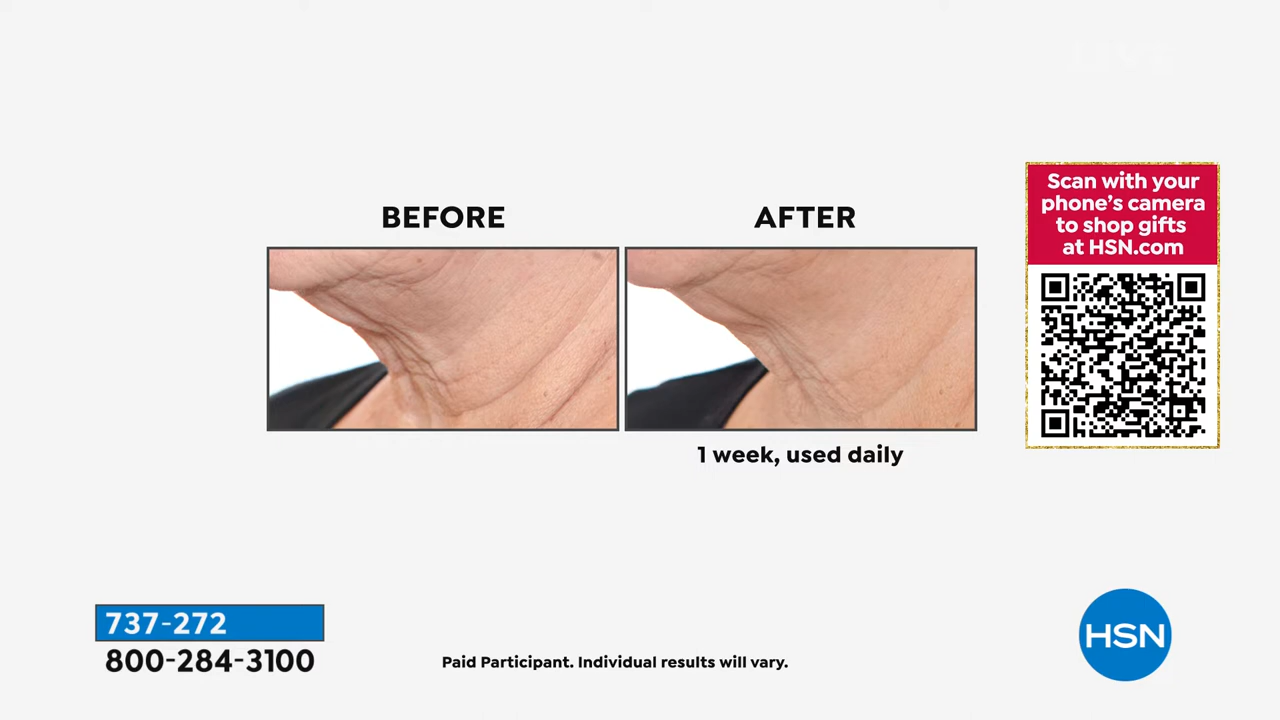 BEFORE
AFTER
1 week, used daily
Scan with your
phone's camera
to shop gifts
at HSN.com
737-272
800-284-3100
Paid Participant. Individual results will vary.
HSN